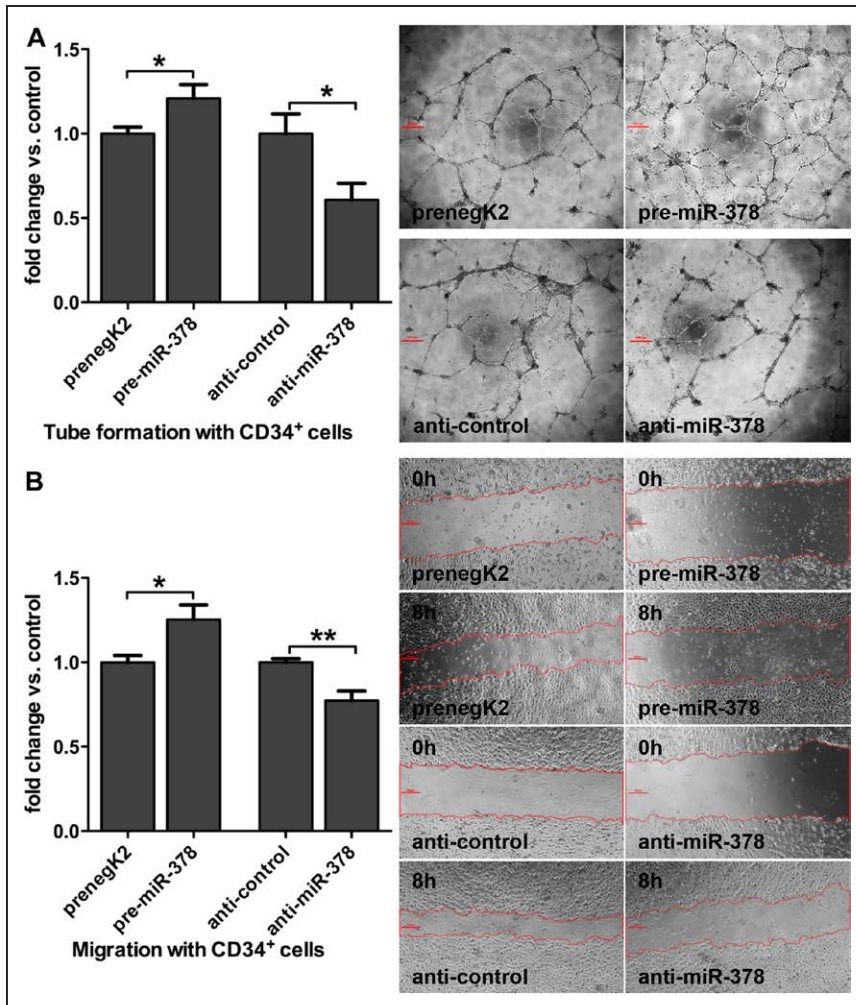 A
fold change vs. control
1.5
1.0
0.5
0.0
*
*
prenegK2
pre-miR-378
anti-control
anti-miR-378
Tube formation with CD34+ cells
prenegK2
pre-miR-378
anti-control
anti-miR-378
B
fold change vs. control
1.5
1.0
0.5
0.0
*
**
prenegK2
pre-miR-378
anti-control
anti-miR-378
Migration with CD34+ cells
0h
prenegK2
0h
pre-miR-378
8h
prenegK2
8h
pre-miR-378
0h
anti-control
0h
anti-miR-378
8h
anti-control
8h
anti-miR-378